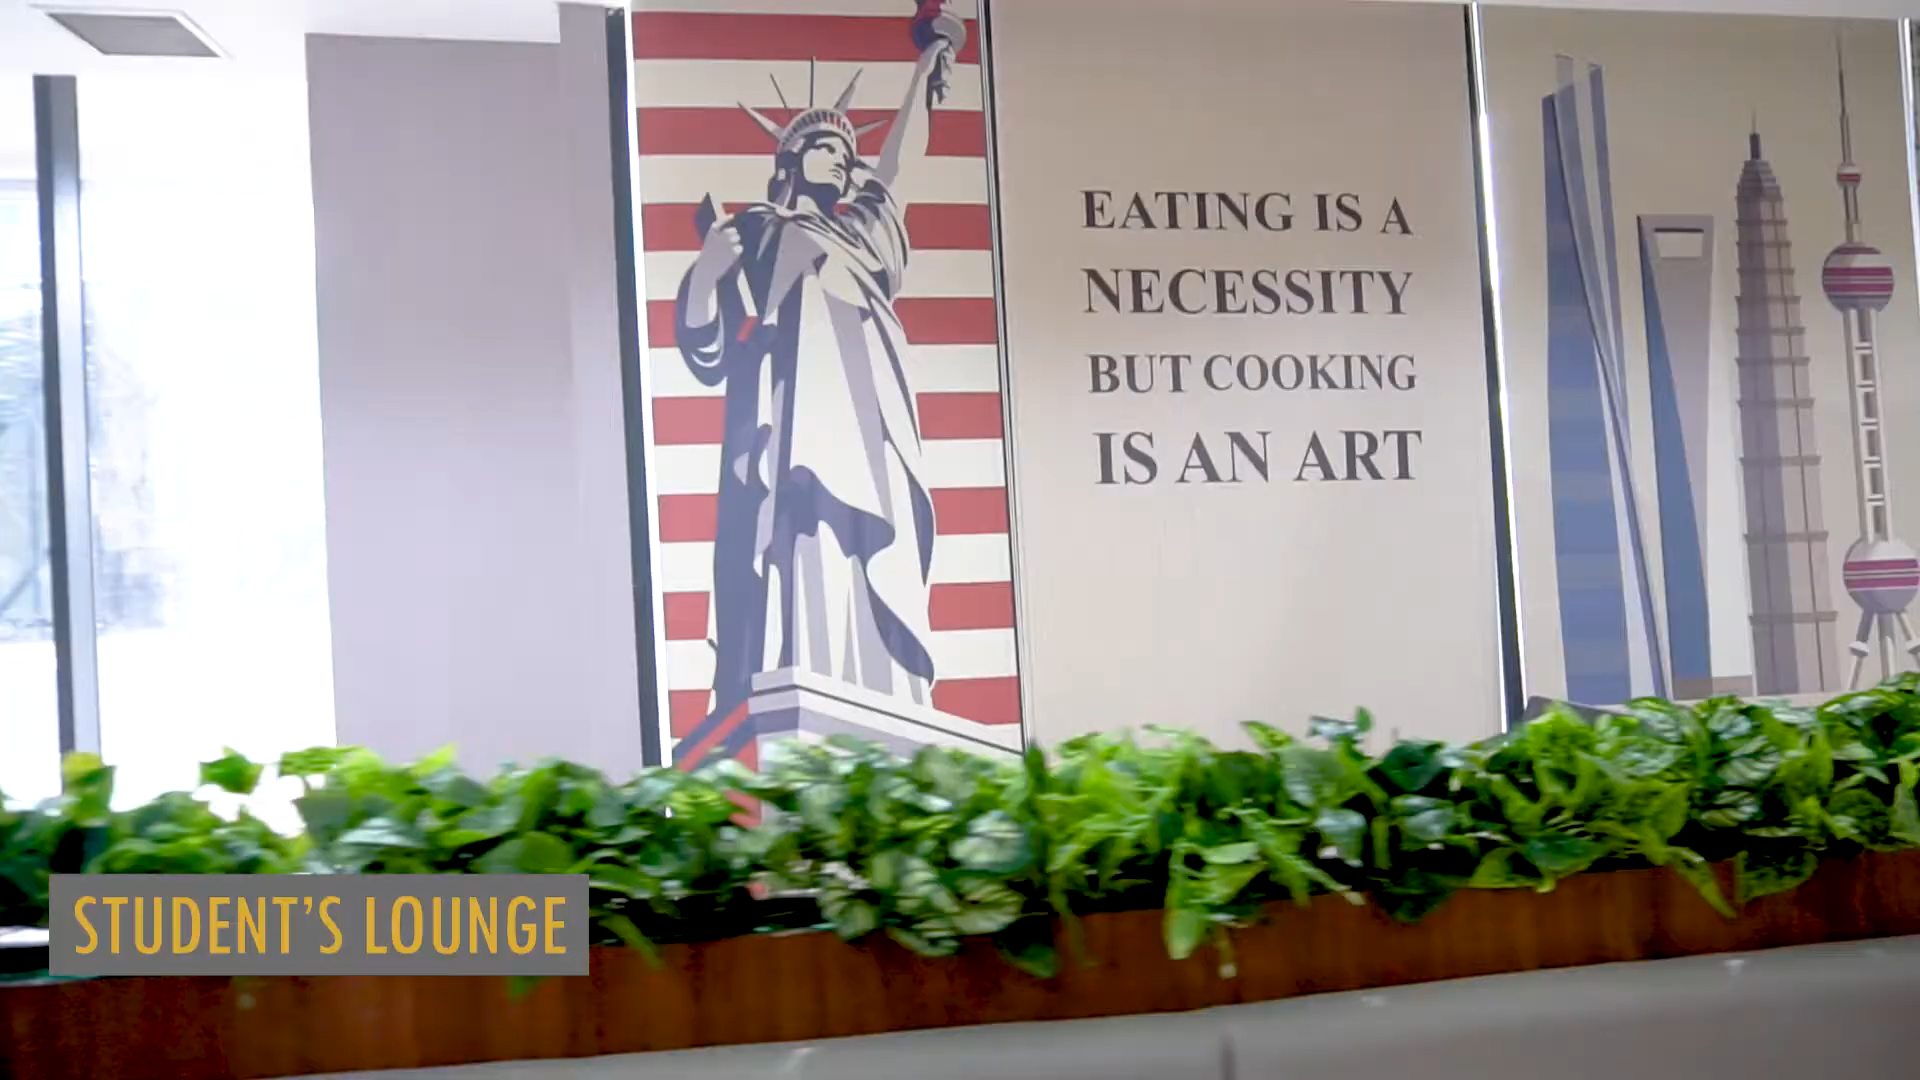 EATING IS A
NECESSITY
BUT COOKING
IS AN ART
STUDENT'S LOUNGE